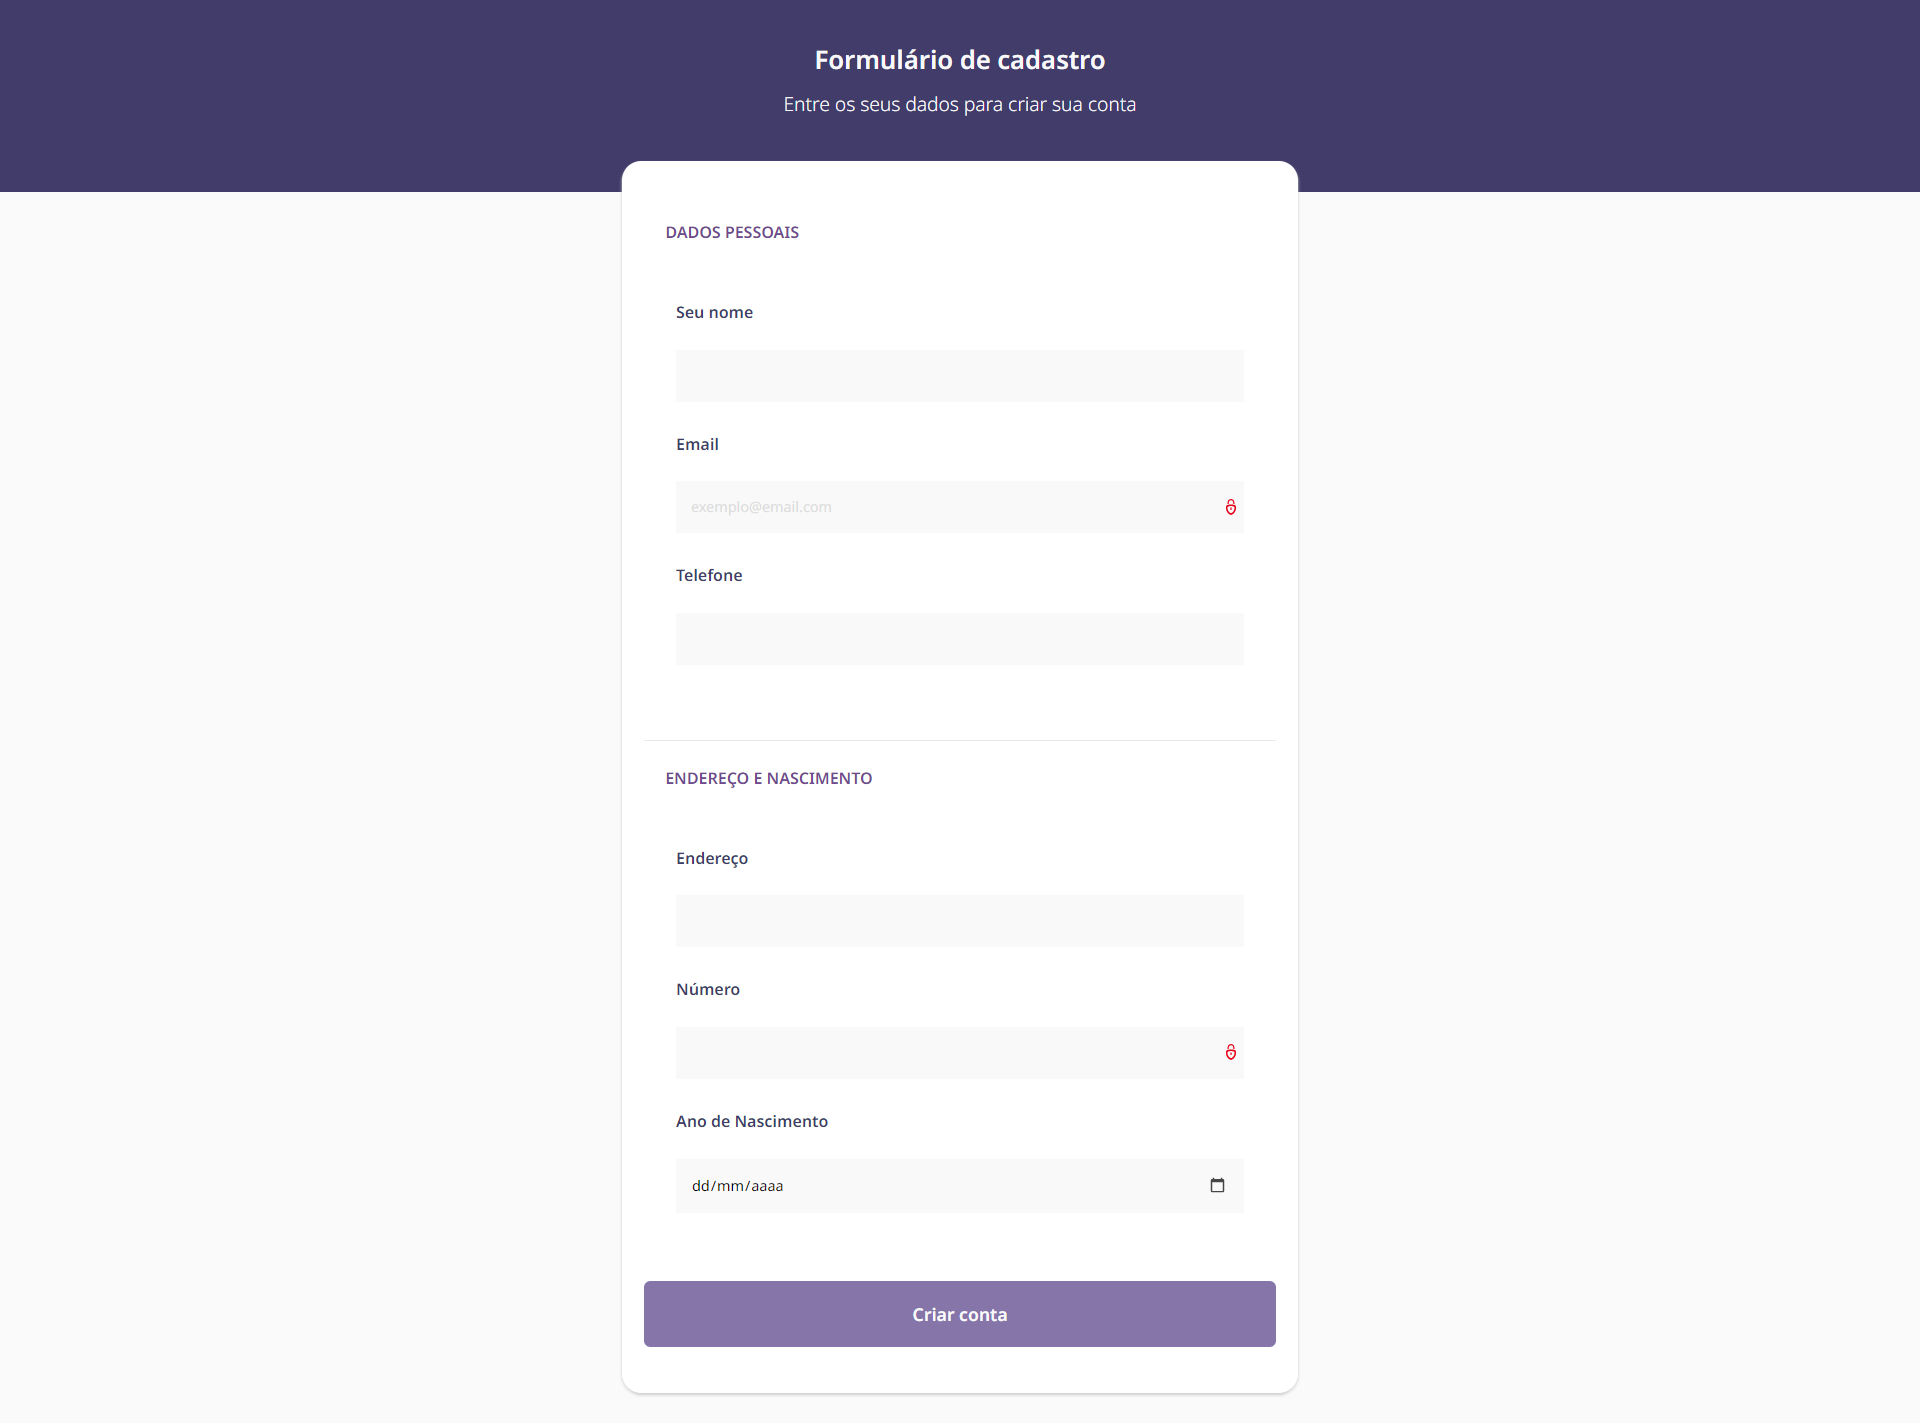 Formulário de cadastro
Entre os seus dados para criar sua conta
DADOS PESSOAIS
Seu nome
Email
exemplo@email.com
Telefone
ENDEREÇO E NASCIMENTO
Endereço
Número
Ano de Nascimento
dd/mm/aaaa
Criar conta